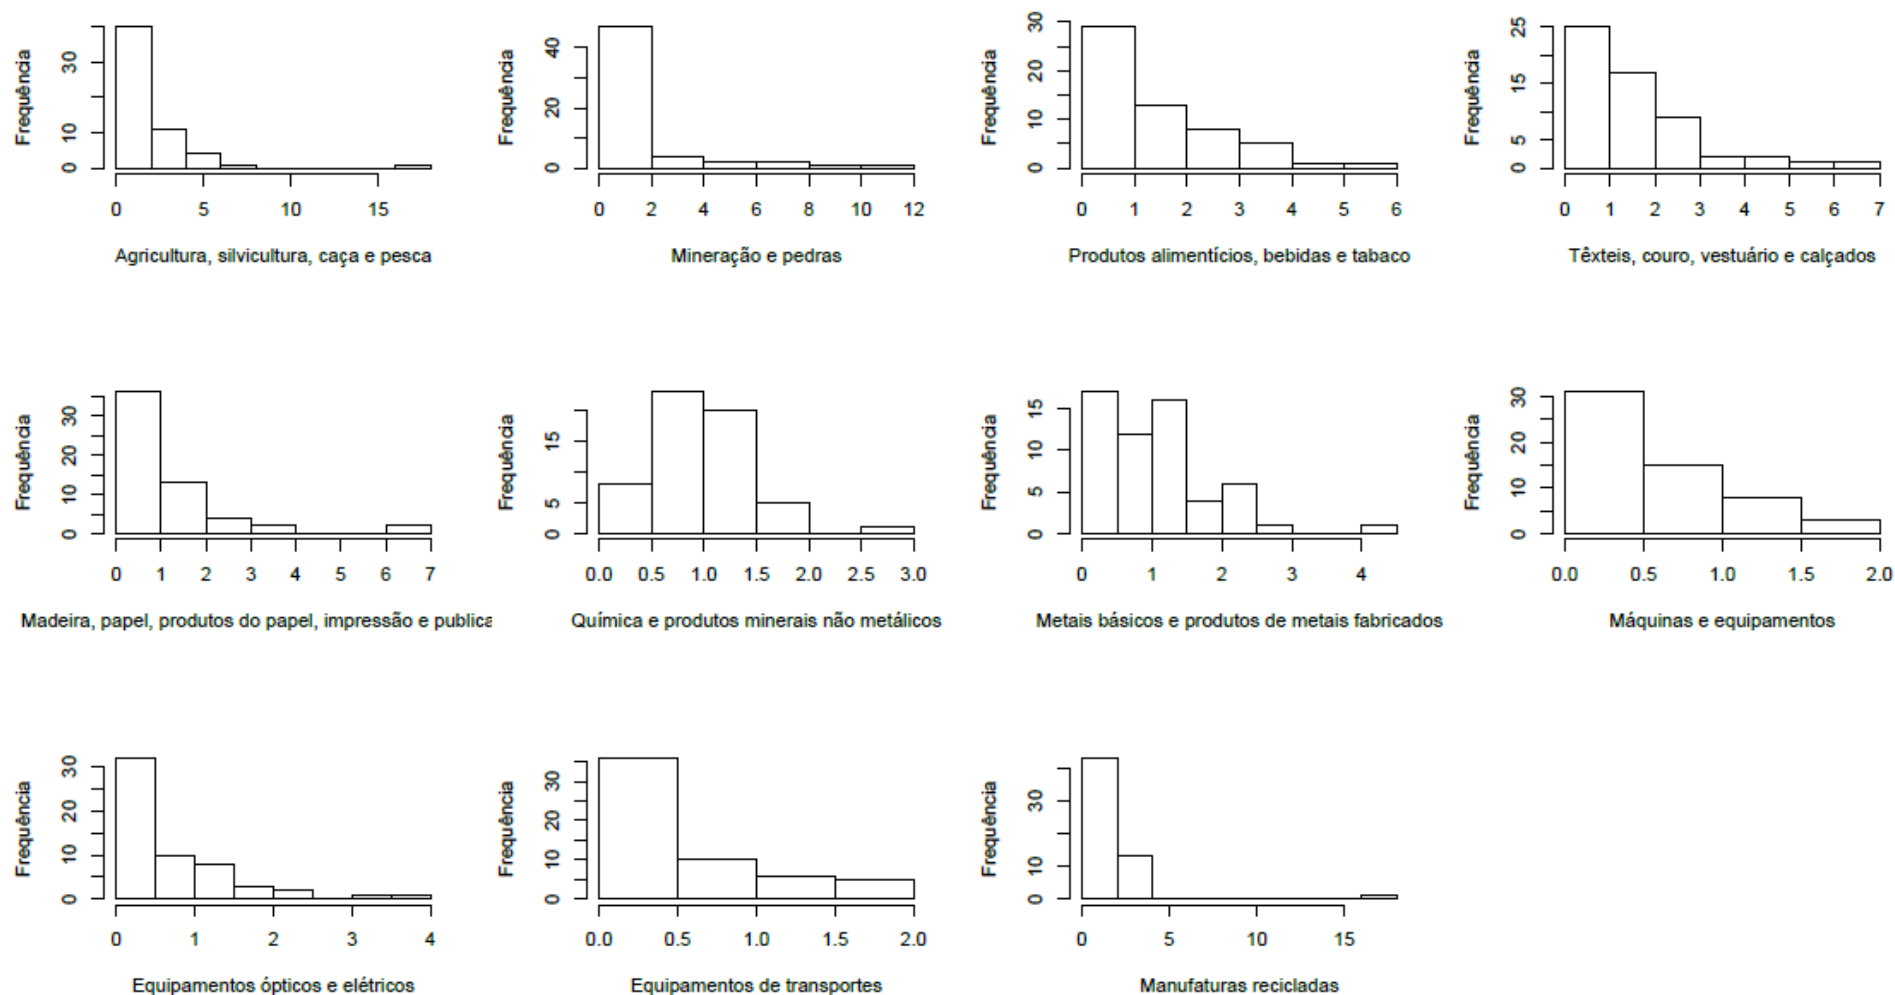 Frequência
0 10 30
0 5 10 15
Agricultura, silvicultura, caça e pesca
Frequência
0 20 40
0 2 4 6 8 10 12
Mineração e pedras
Frequência
0 10 20 30
0 1 2 3 4 5 6
Produtos alimentícios, bebidas e tabaco
Frequência
0 5 15 25
0 1 2 3 4 5 6 7
Têxteis, couro, vestuário e calçados
Frequência
0 10 20 30
0 1 2 3 4 5 6 7
Madeira, papel, produtos do papel, impressão e publica
Frequência
0 5 15
0.0 0.5 1.0 1.5 2.0 2.5 3.0
Química e produtos minerais não metálicos
Frequência
0 5 10 15
0 1 2 3 4
Metais básicos e produtos de metais fabricados
Frequência
0 10 20 30
0.0 0.5 1.0 1.5 2.0
Máquinas e equipamentos
Frequência
0 10 20 30
0 1 2 3 4
Equipamentos ópticos e elétricos
Frequência
0 10 20 30
0.0 0.5 1.0 1.5 2.0
Equipamentos de transportes
Frequência
0 10 30
0 5 10 15
Manufaturas recicladas